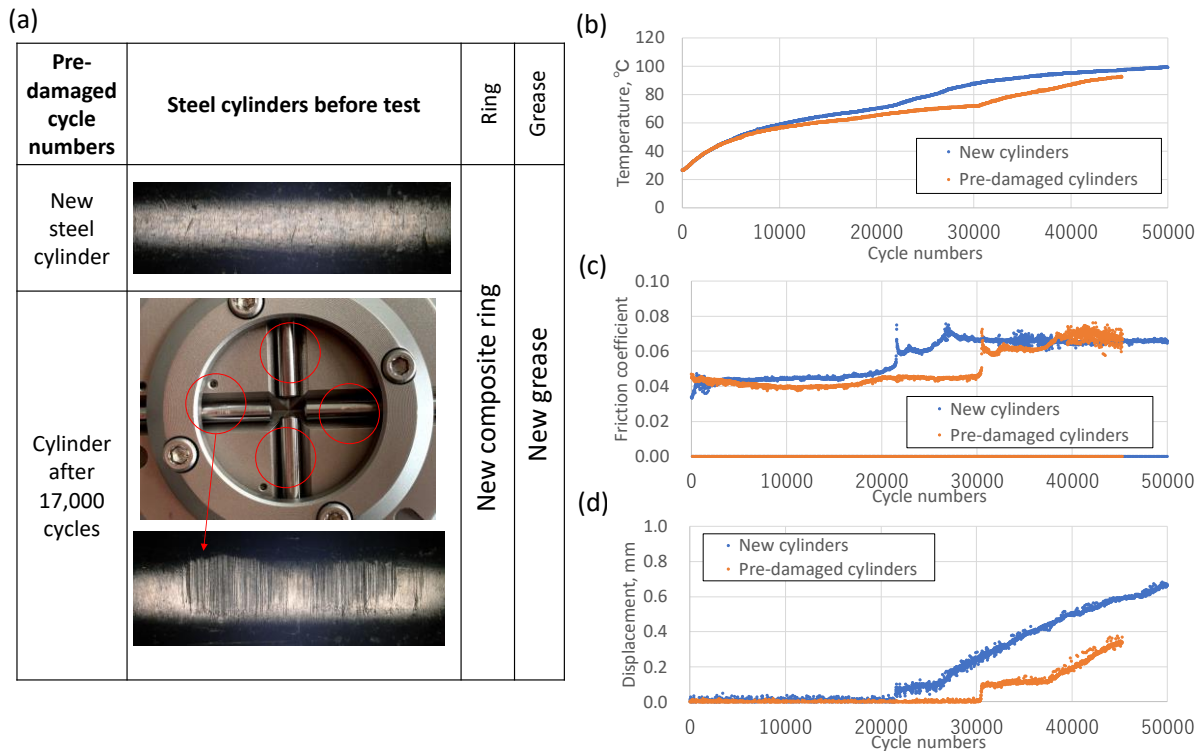 (a)
Pre-
damaged
cycle
numbers
Steel cylinders before test
Ring
Grease
New
steel
cylinder
Cylinder
after
17,000
cycles
New composite ring
New grease
(b)
Temperature, ℃
120
100
80
60
40
20
0
New cylinders
Pre-damaged cylinders
0 10000 20000 30000 40000 50000
Cycle numbers
(c)
Friction coefficient
0.10
0.08
0.06
0.04
0.02
0.00
New cylinders
Pre-damaged cylinders
0 10000 20000 30000 40000 50000
Cycle numbers
(d)
Displacement, mm
1.0
0.8
0.6
0.4
0.2
0.0
New cylinders
Pre-damaged cylinders
0 10000 20000 30000 40000 50000
Cycle numbers